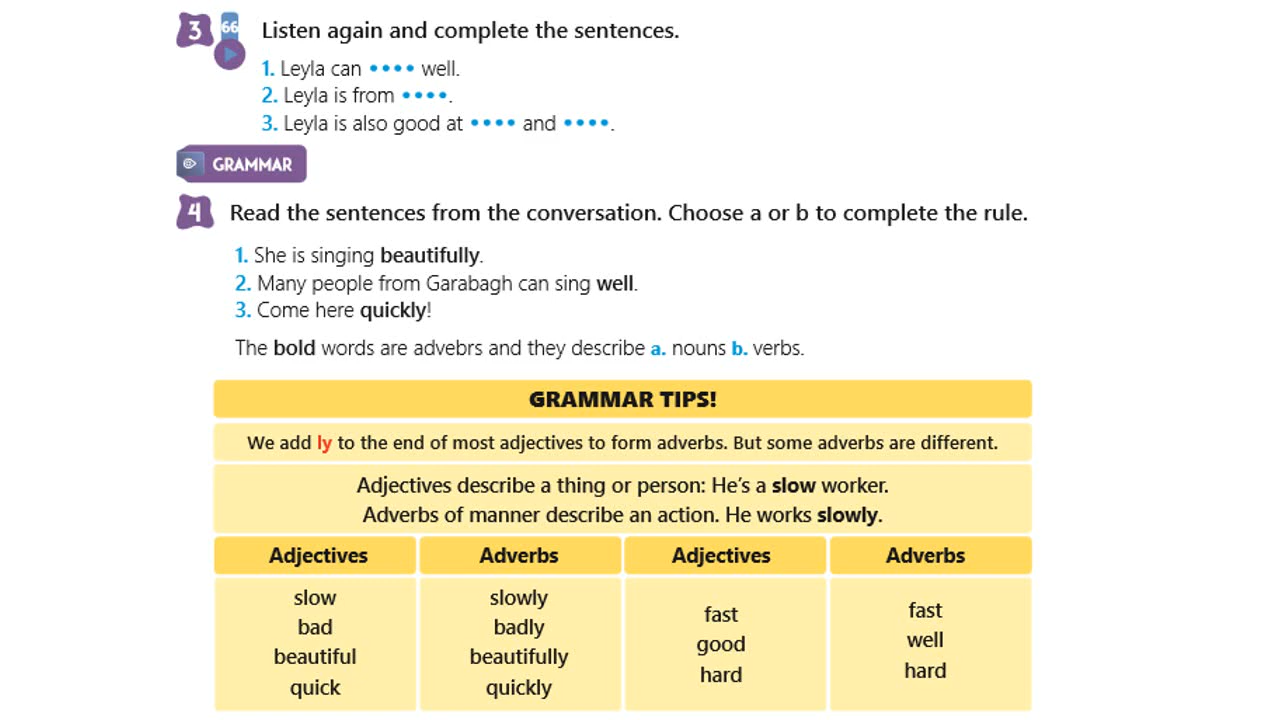 3 66 Listen again and complete the sentences.
1. Leyla can •••• well.
2. Leyla is from ••••.
3. Leyla is also good at •••• and ••••.
GRAMMAR
4 Read the sentences from the conversation. Choose a or b to complete the rule.
1. She is singing beautifully.
2. Many people from Garabagh can sing well.
3. Come here quickly!
The bold words are advebrs and they describe a. nouns b. verbs.
GRAMMAR TIPS!
We add ly to the end of most adjectives to form adverbs. But some adverbs are different.
Adjectives describe a thing or person: He's a slow worker.
Adverbs of manner describe an action. He works slowly.
Adjectives Adverbs Adjectives Adverbs
slow slowly
bad badly
beautiful beautifully
quick quickly
fast fast
good well
hard hard